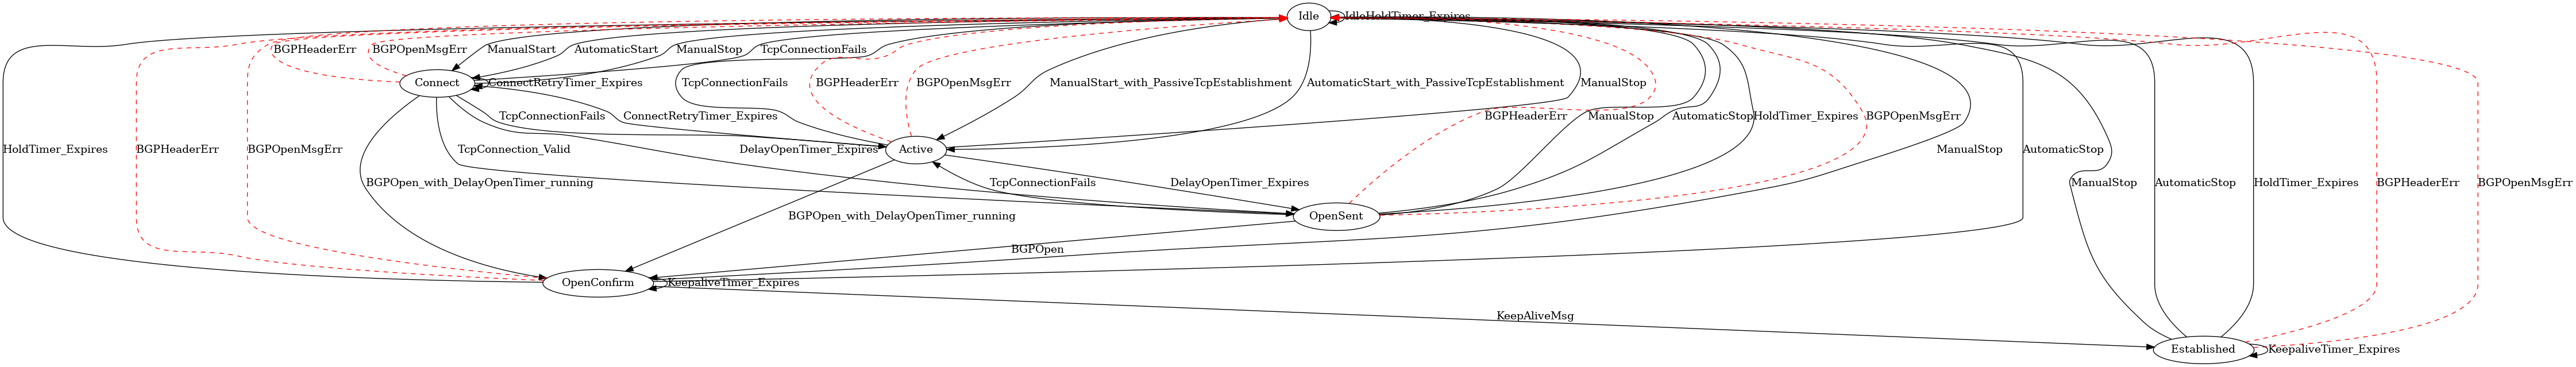 Idle
IdleHoldTimer_Expires
BGPHeaderErr
BGPOpenMsgErr
ManualStart
AutomaticStart
ManualStop
TcpConnectionFails
Connect
ConnectRetryTimer_Expires
TcpConnectionFails
BGPHeaderErr
BGPOpenMsgErr
ManualStart_with_PassiveTcpEstablishment
AutomaticStart_with_PassiveTcpEstablishment
ManualStop
TcpConnectionFails
ConnectRetryTimer_Expires
BGPHeaderErr
ManualStop
AutomaticStop
HoldTimer_Expires
BGPOpenMsgErr
HoldTimer_Expires
BGPHeaderErr
BGPOpenMsgErr
TcpConnection_Valid
DelayOpenTimer_Expires
Active
ManualStop
AutomaticStop
BGPOpen_with_DelayOpenTimer_running
TcpConnectionFails
DelayOpenTimer_Expires
ManualStop
AutomaticStop
HoldTimer_Expires
BGPHeaderErr
BGPOpenMsgErr
BGPOpen_with_DelayOpenTimer_running
OpenSent
BGPOpen
OpenConfirm
KeepaliveTimer_Expires
KeepAliveMsg
Established
KeepaliveTimer_Expires